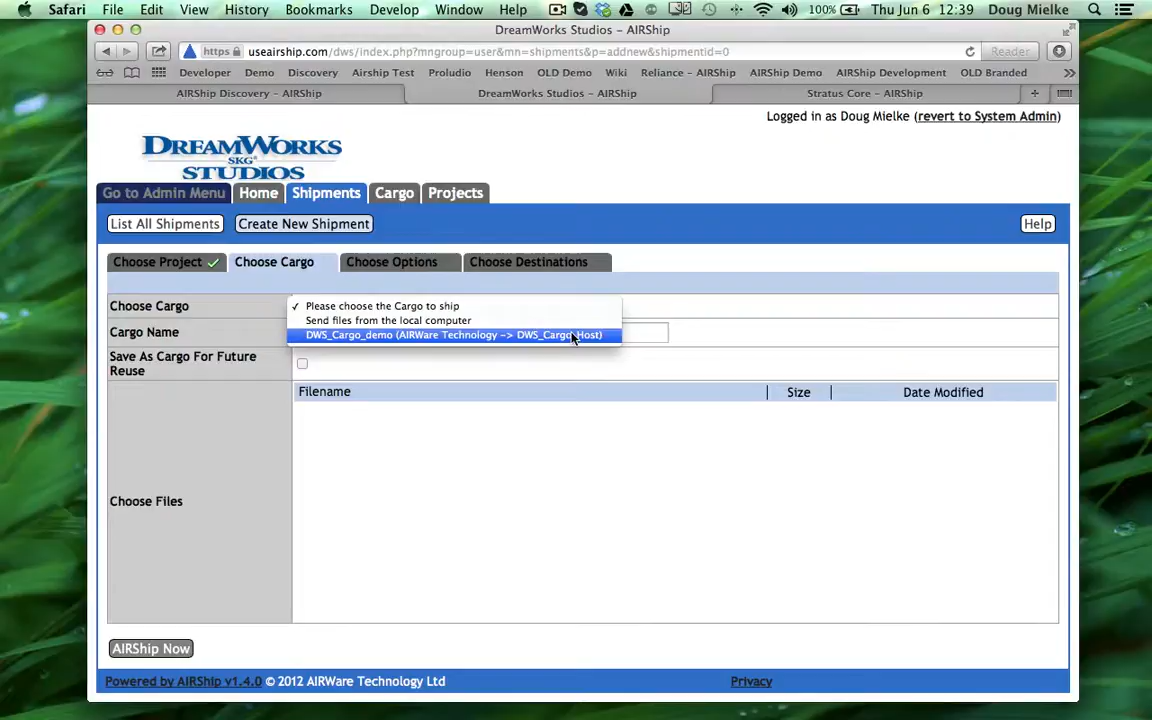 Safari File Edit View History Bookmarks Develop Window Help 100% Thu Jun 6 12:39 Doug Mielke
DreamWorks Studios – AIRShip
https useairship.com/dws/index.php?mngroup=user&mn=shipments&p=addnew&shipmentid=0 Reader
Developer Demo Discovery Airship Test Proludio Henson OLD Demo Wiki Reliance – AIRShip AIRShip Demo AIRShip Development OLD Branded
AIRShip Discovery – AIRShip DreamWorks Studios – AIRShip Stratus Core – AIRShip
Logged in as Doug Mielke (revert to System Admin)
DREAMWORKS
SKG
STUDIOS
Go to Admin Menu Home Shipments Cargo Projects
List All Shipments Create New Shipment Help
Choose Project Choose Cargo Choose Options Choose Destinations
Choose Cargo Please choose the Cargo to ship
Send files from the local computer
Cargo Name DWS_Cargo_demo (AIRWare Technology –> DWS_Cargo_Host)
Save As Cargo For Future
Reuse
Filename Size Date Modified
Choose Files
AIRShip Now
Powered by AIRShip v1.4.0 © 2012 AIRWare Technology Ltd Privacy